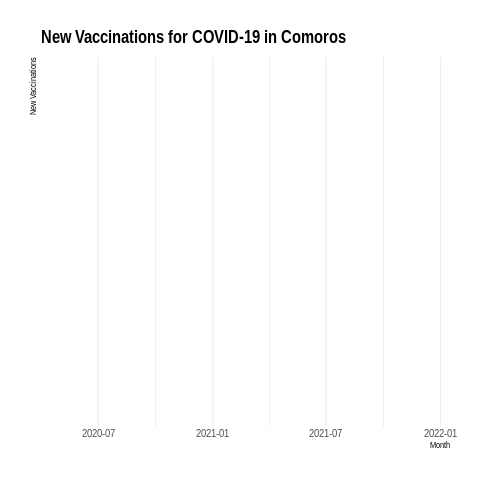 New Vaccinations for COVID-19 in Comoros
New Vaccinations
2020-07
2021-01
2021-07
2022-01
Month